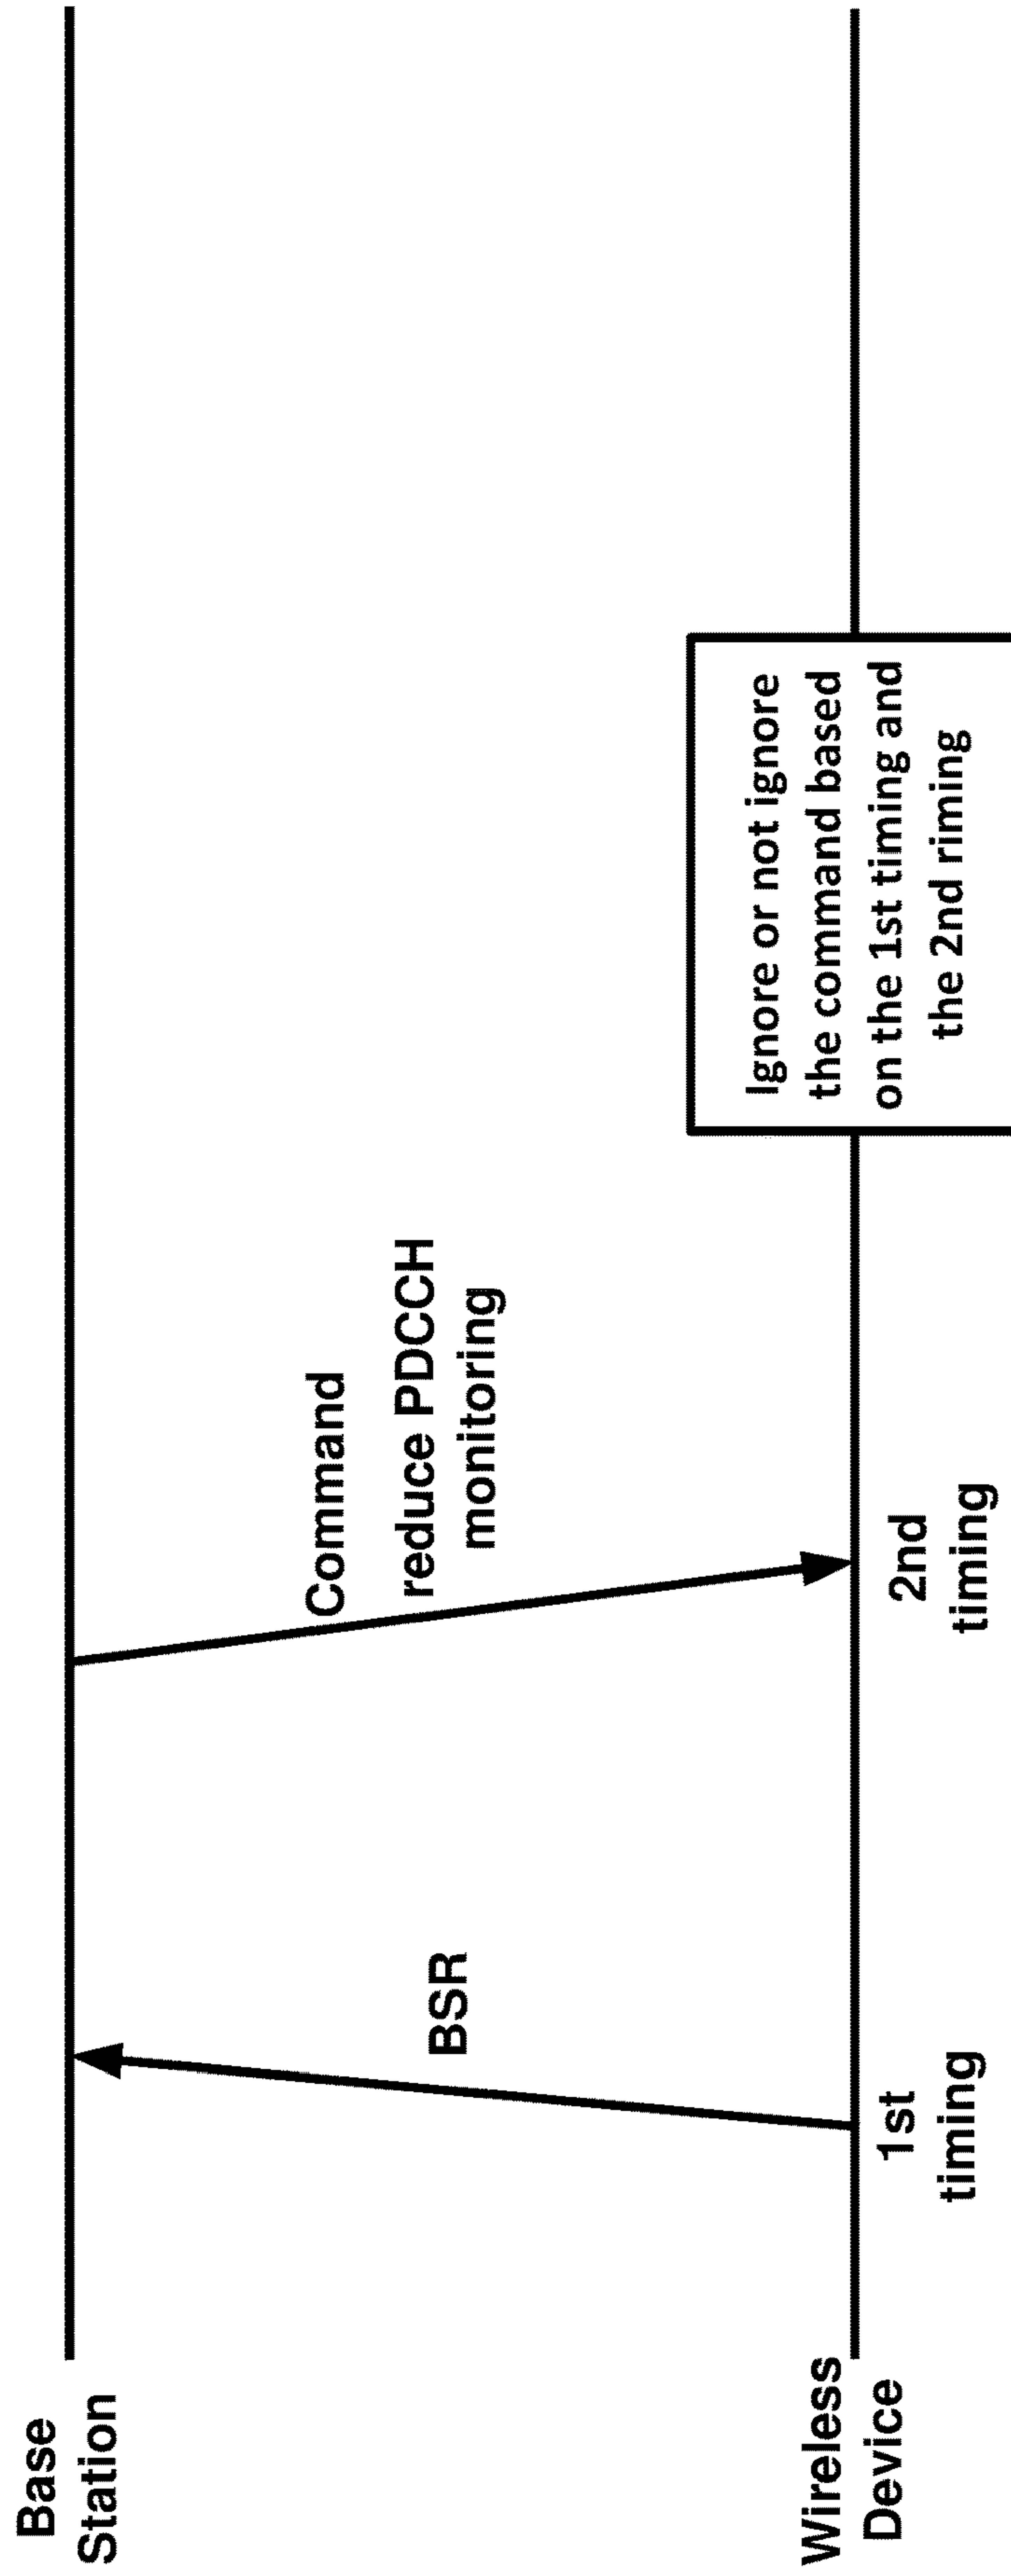 Base
Station
BSR
Command
reduce PDCCH
monitoring
Wireless
Device
1st
timing
2nd
timing
Ignore or not ignore
the command based
on the 1st timing and
the 2nd riming